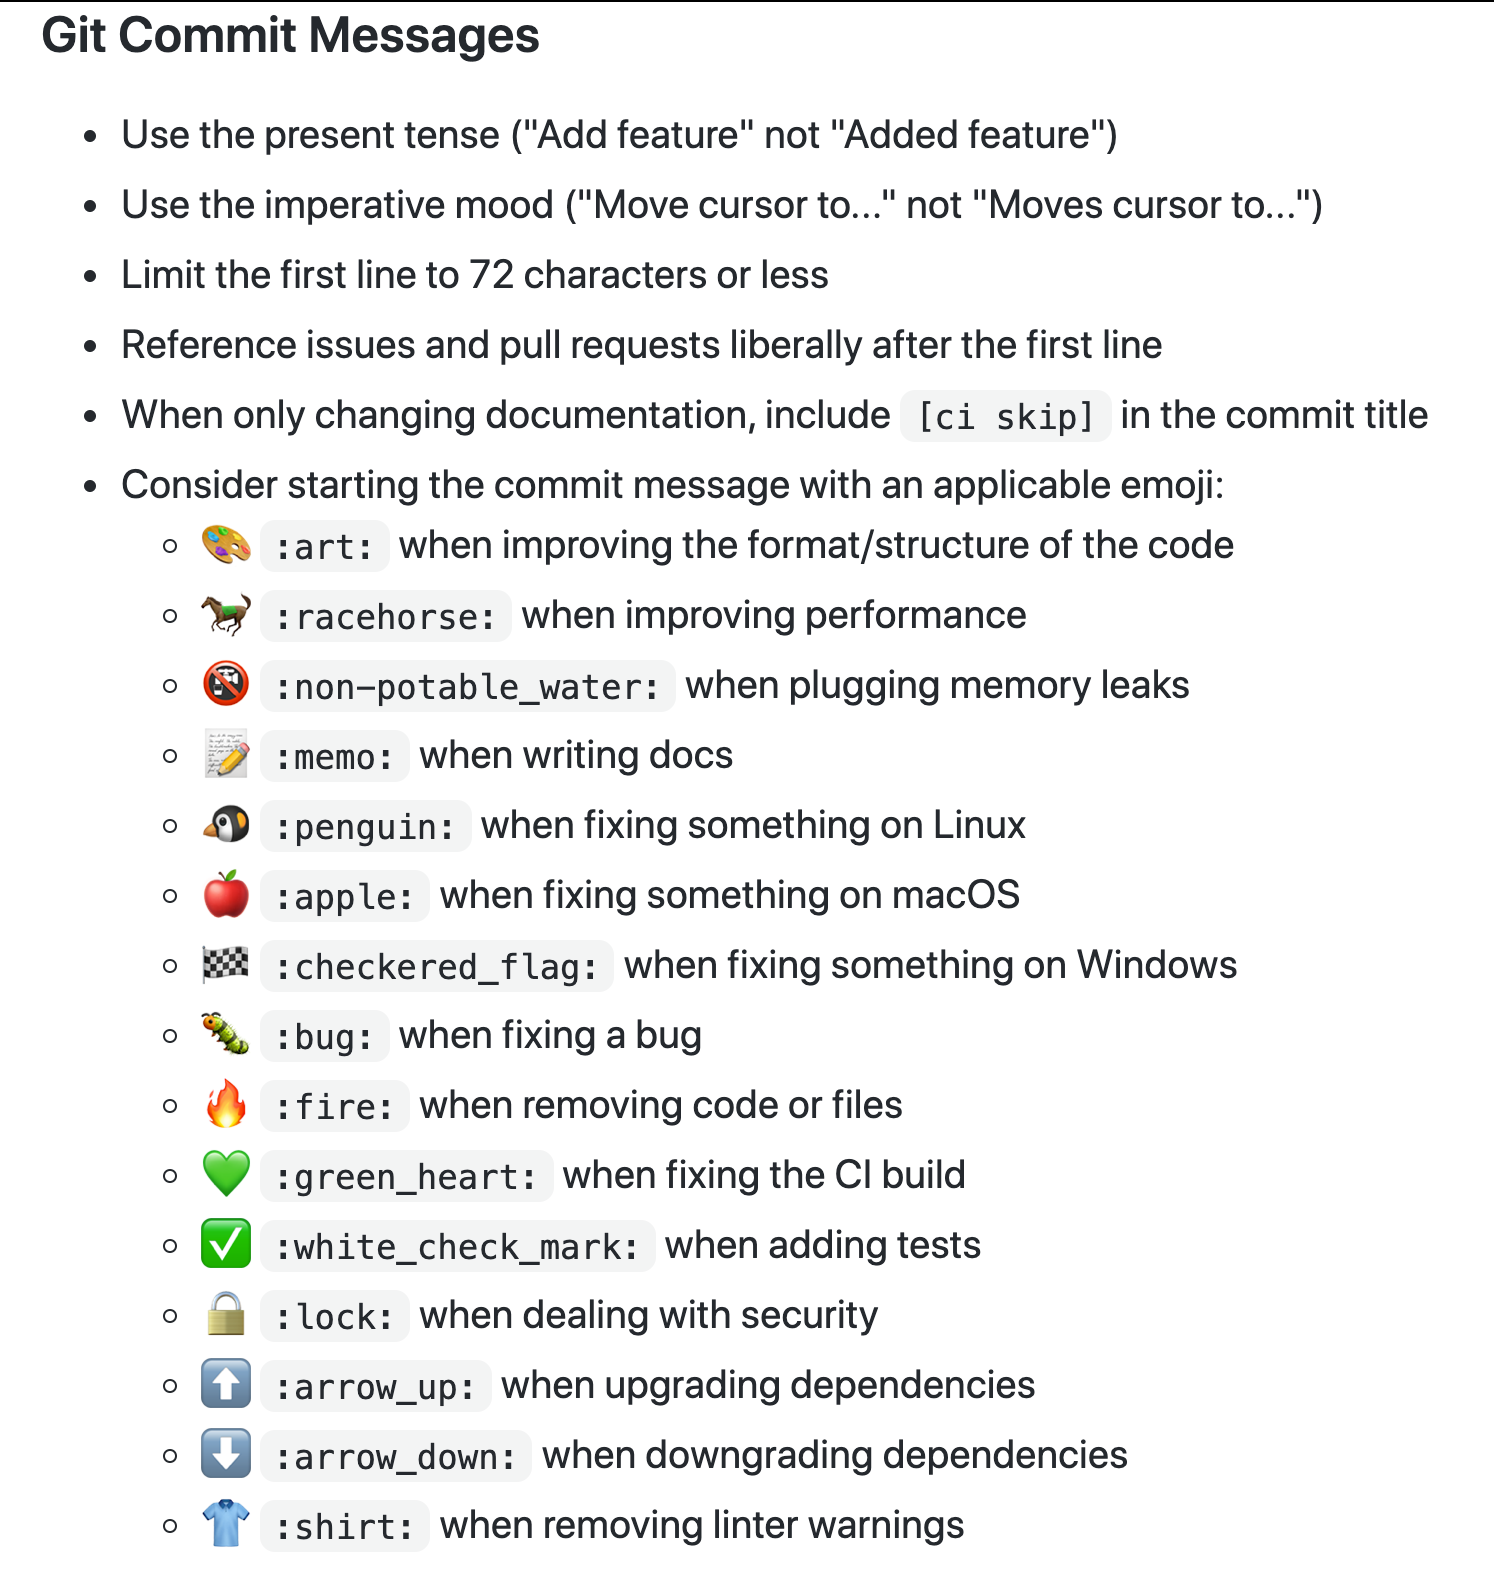 Git Commit Messages
Use the present tense ("Add feature" not "Added feature")
Use the imperative mood ("Move cursor to..." not "Moves cursor to...")
Limit the first line to 72 characters or less
Reference issues and pull requests liberally after the first line
When only changing documentation, include [ci skip] in the commit title
Consider starting the commit message with an applicable emoji:
🎨 :art: when improving the format/structure of the code
🐎 :racehorse: when improving performance
🚱 :non-potable_water: when plugging memory leaks
📝 :memo: when writing docs
🐧 :penguin: when fixing something on Linux
🍎 :apple: when fixing something on macOS
🏁 :checkered_flag: when fixing something on Windows
🐛 :bug: when fixing a bug
🔥 :fire: when removing code or files
💚 :green_heart: when fixing the CI build
✅ :white_check_mark: when adding tests
🔒 :lock: when dealing with security
⬆️ :arrow_up: when upgrading dependencies
⬇️ :arrow_down: when downgrading dependencies
👕 :shirt: when removing linter warnings